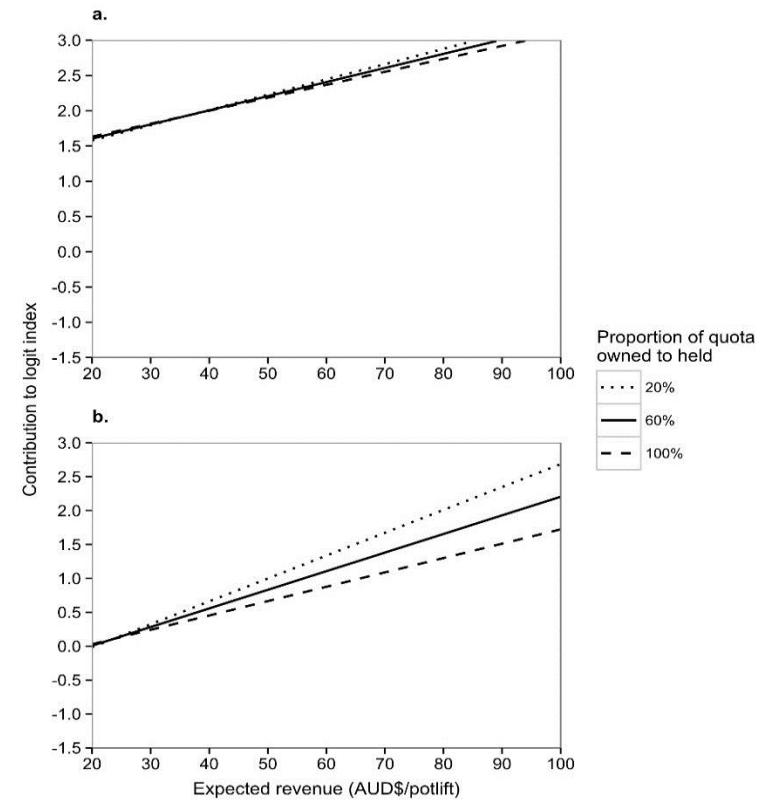 a.
3.0
2.5
2.0
1.5
1.0
0.5
0.0
-0.5
-1.0
-1.5
20 30 40 50 60 70 80 90 100
Contribution to logit index
b.
3.0
2.5
2.0
1.5
1.0
0.5
0.0
-0.5
-1.0
-1.5
20 30 40 50 60 70 80 90 100
Expected revenue (AUD$/potlift)
Proportion of quota
owned to held
20%
60%
100%